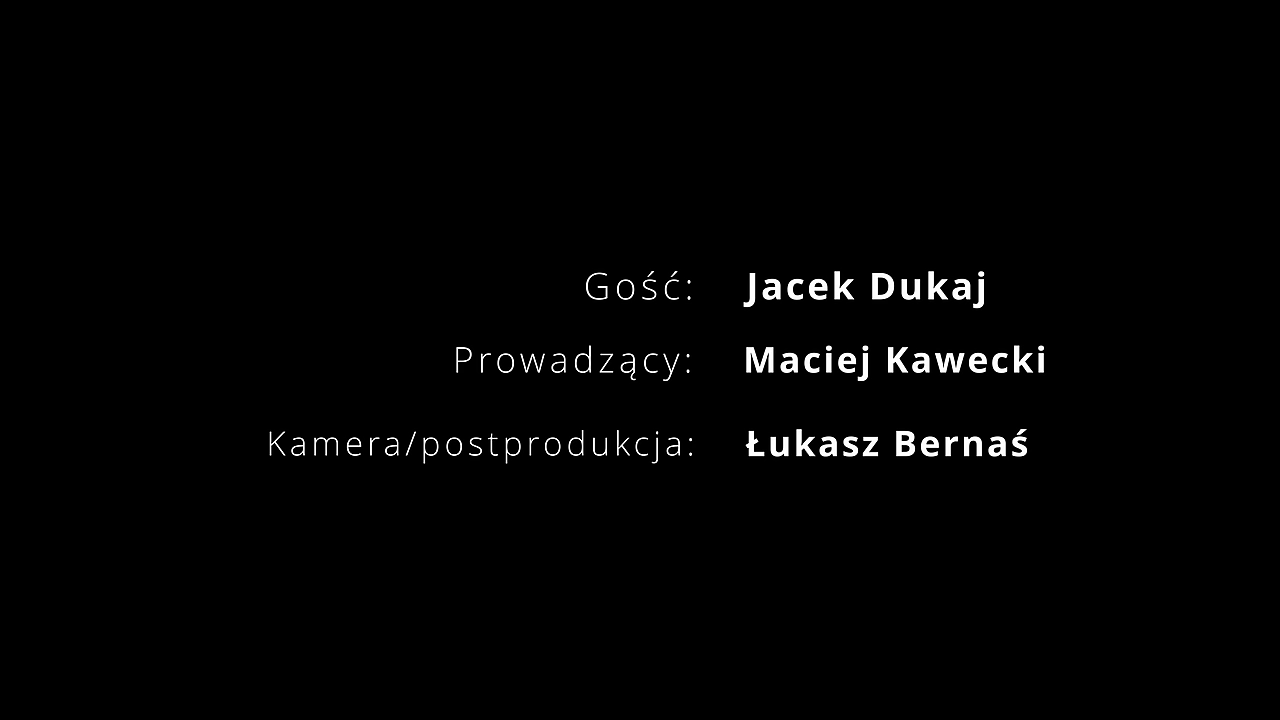 Gość: Jacek Dukaj
Prowadzący: Maciej Kawecki
Kamera/postprodukcja: Łukasz Bernaś